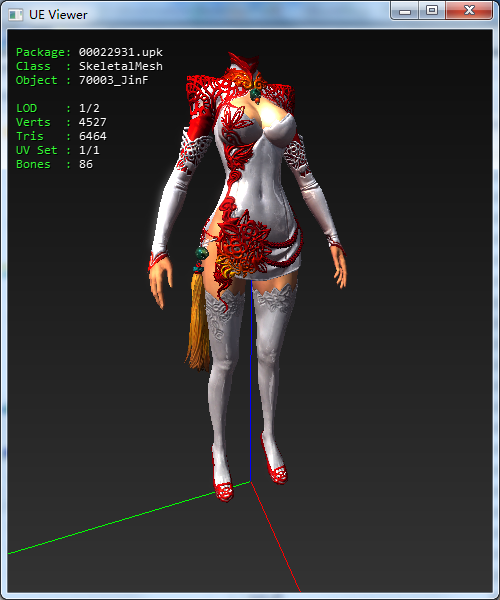 UE Viewer
Package: 00022931.upk
Class  : SkeletalMesh
Object : 70003_JinF
LOD    : 1/2
Verts  : 4527
Tris   : 6464
UV Set : 1/1
Bones  : 86